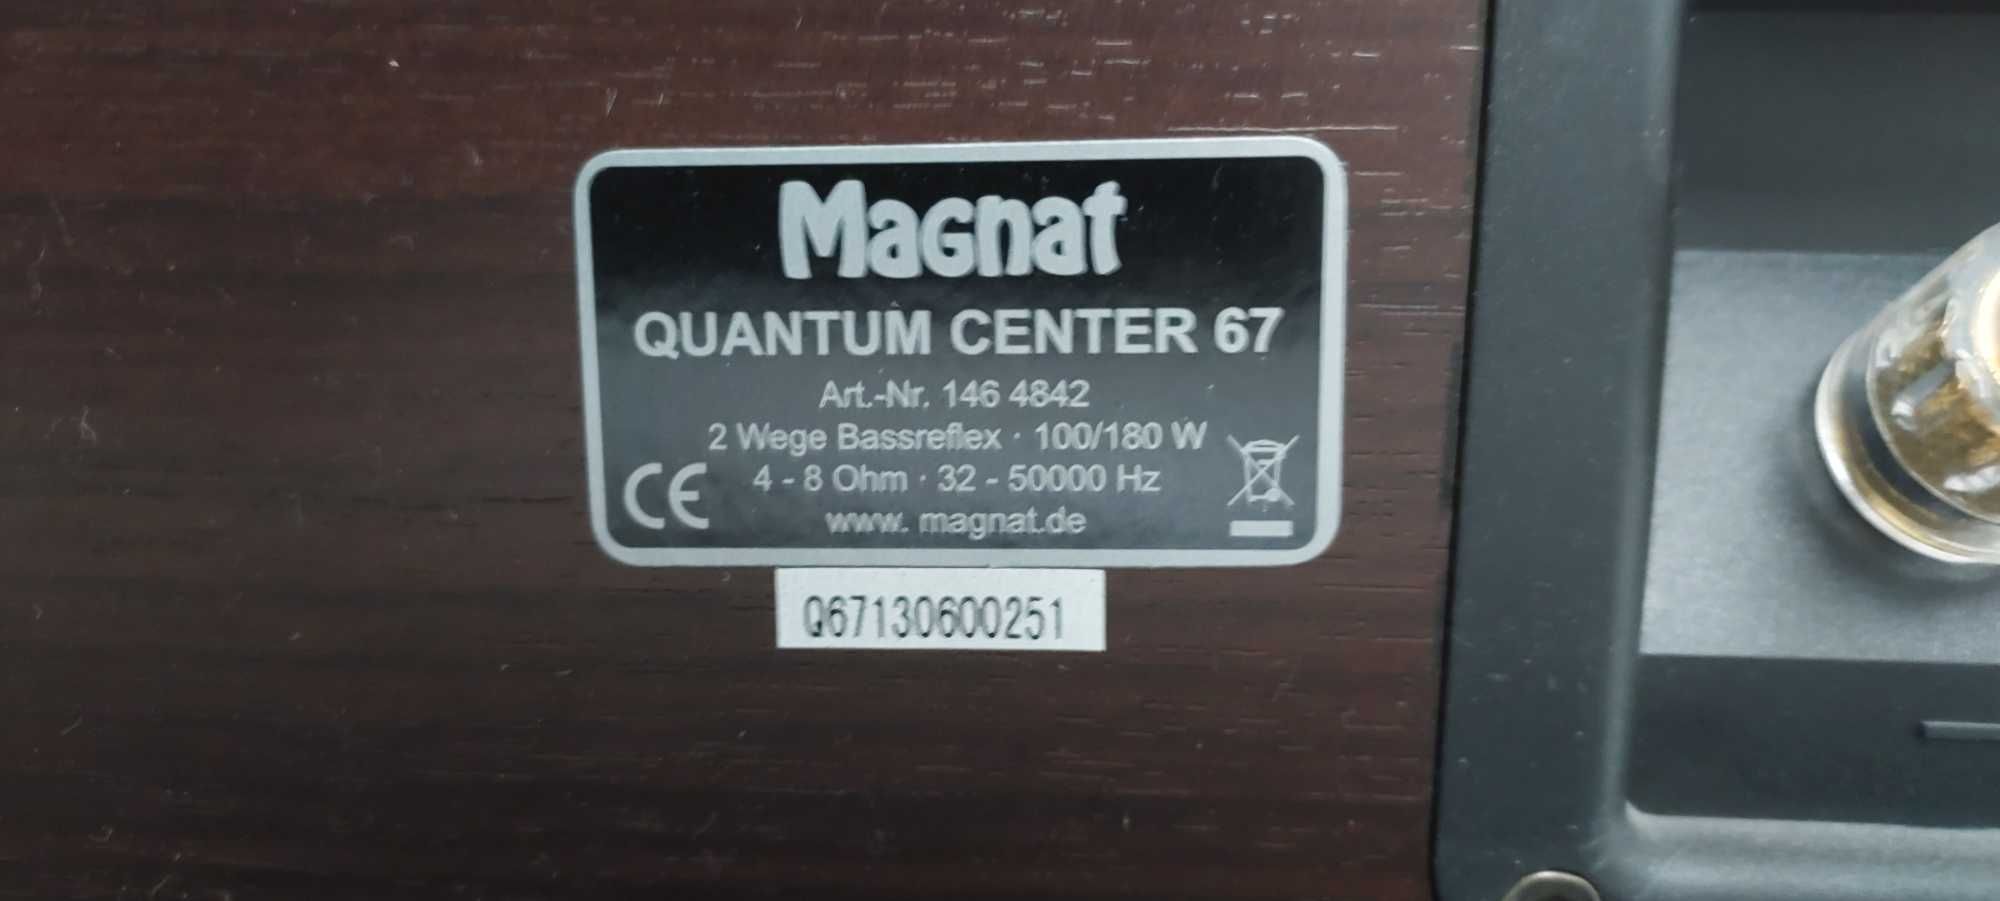 Magnat
QUANTUM CENTER 67
Art.-Nr. 146 4842
2 Wege Bassreflex · 100/180 W
4 - 8 Ohm · 32 - 50000 Hz
www. magnat.de
CE
Q67130600251